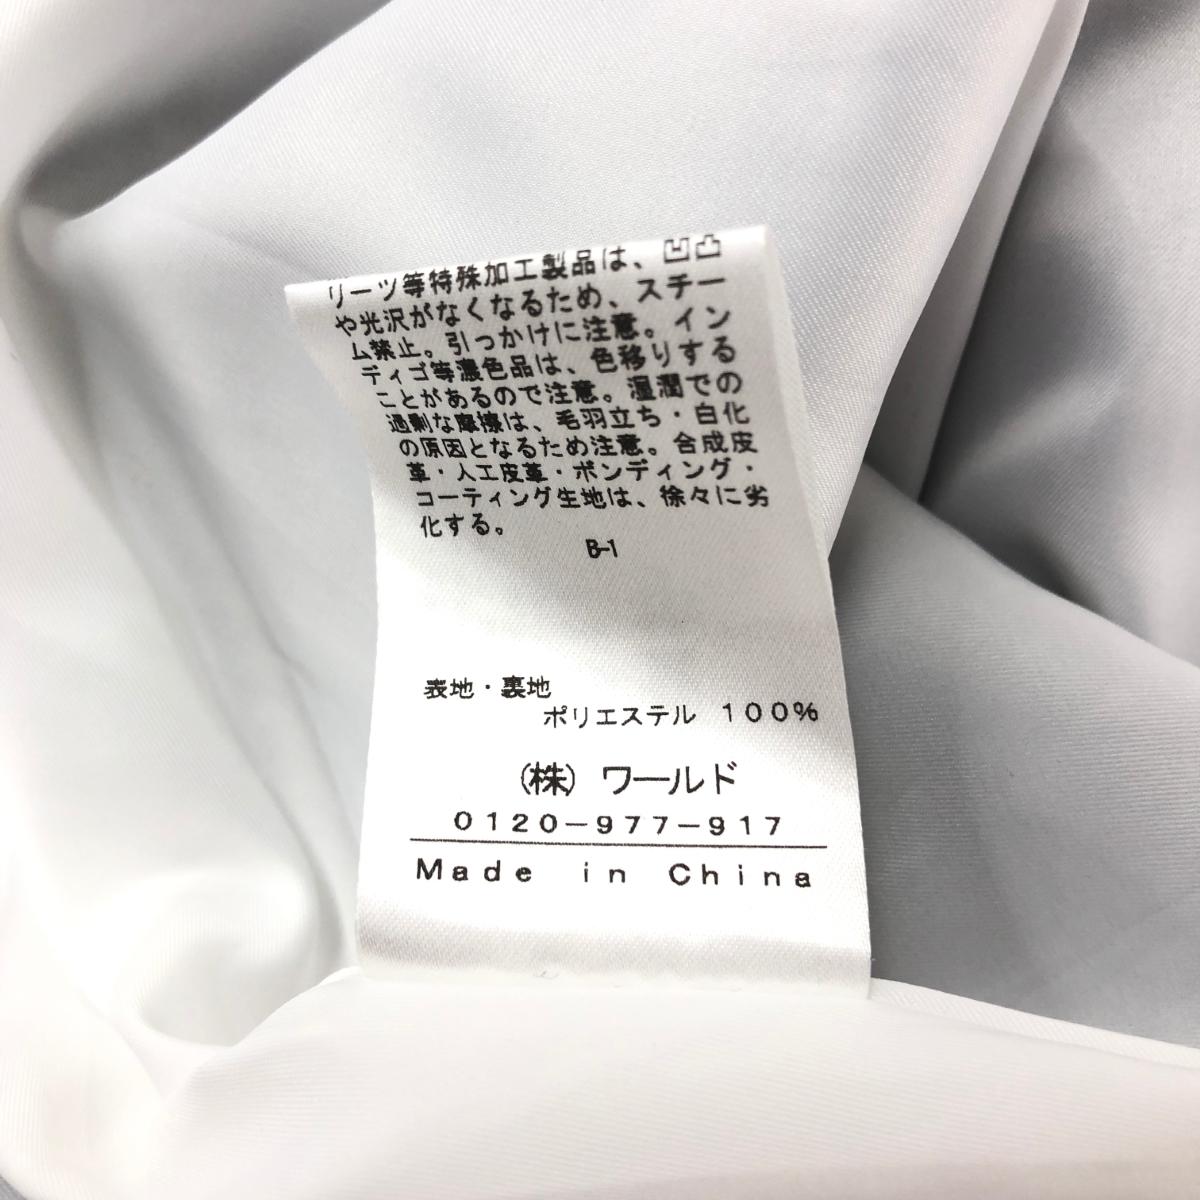 リーツ等特殊加工製品は、凹凸
や光沢がなくなるため、スチー
ム禁止。引っかけに注意。イン
ディゴ等濃色品は、色移りする
ことがあるので注意。湿潤での
過剰な摩擦は、毛羽立ち・白化
の原因となるため注意。合成皮
革・人工皮革・ボンディング・
コーティング生地は、徐々に劣
化する。
B-1
表地・裏地
ポリエステル 100%
(株) ワールド
0120-977-917
Made in China